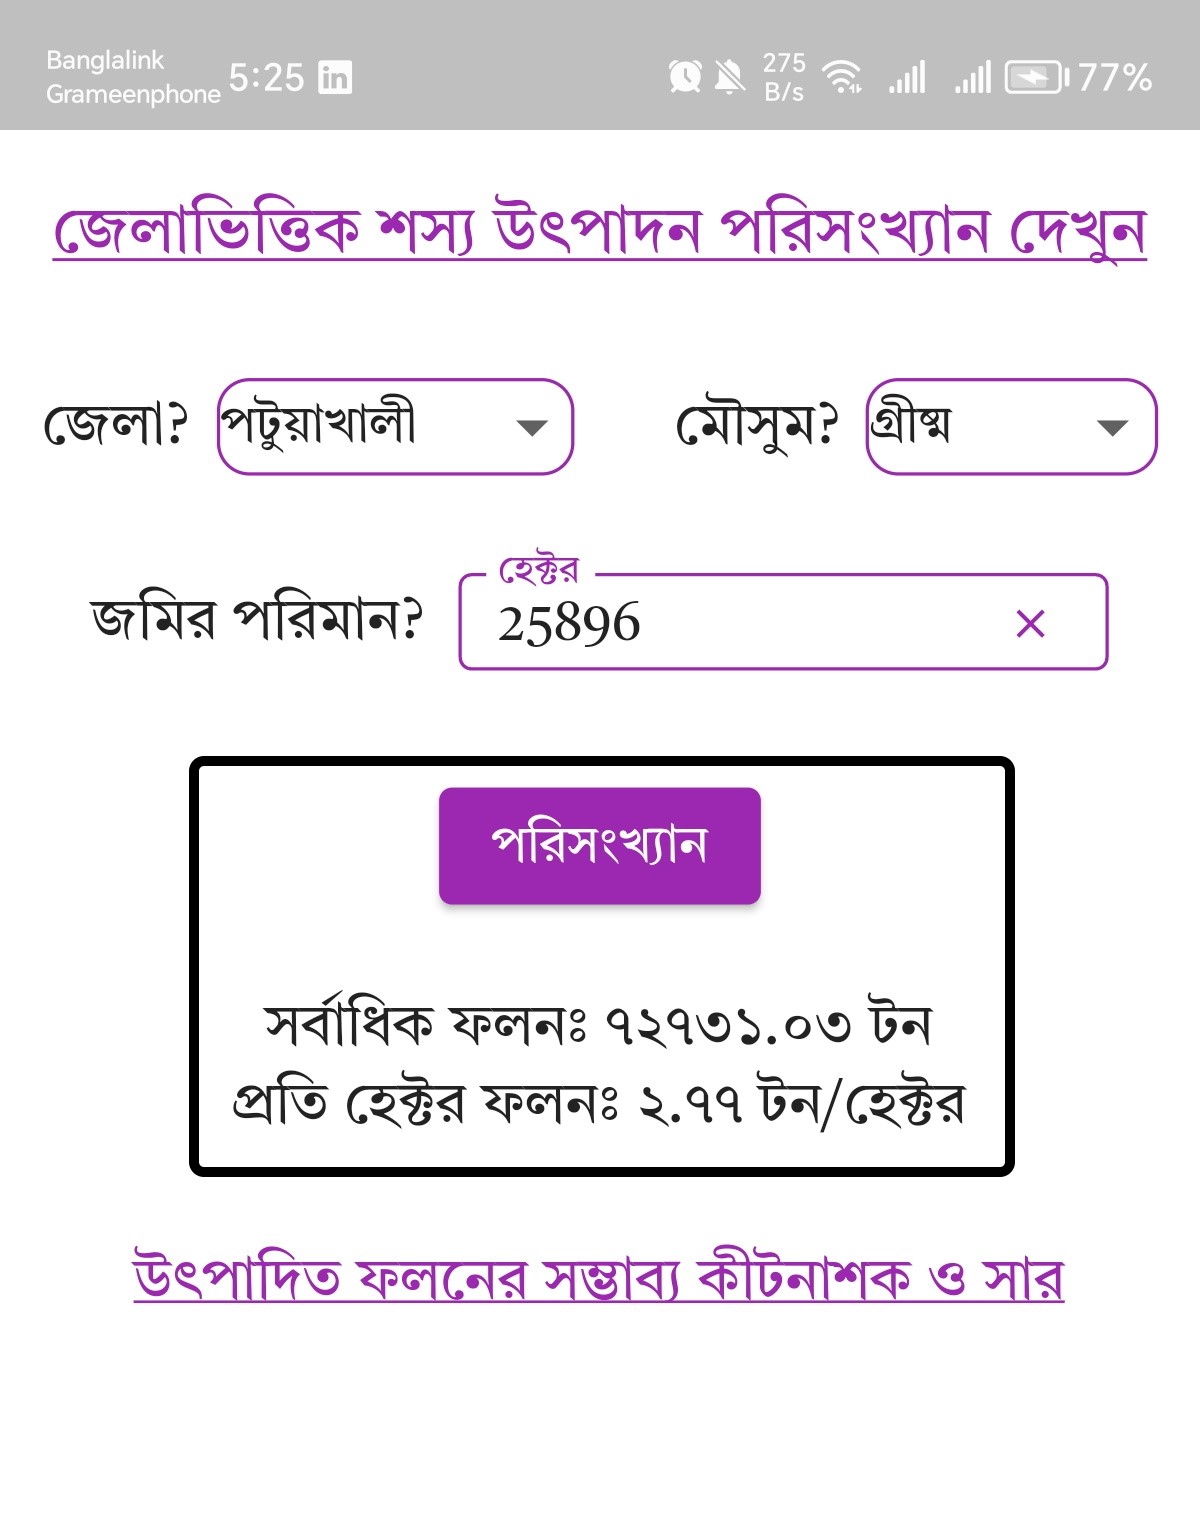 Banglalink
Grameenphone
5:25 in
275
B/s
77%
জেলাভিত্তিক শস্য উৎপাদন পরিসংখ্যান দেখুন
জেলা? পটুয়াখালী মৌসুম? গ্রীষ্ম
হেক্টর
জমির পরিমান? 25896
পরিসংখ্যান
সর্বাধিক ফলনঃ ৭২৭৩১.০৩ টন
প্রতি হেক্টর ফলনঃ ২.৭৭ টন/হেক্টর
উৎপাদিত ফলনের সম্ভাব্য কীটনাশক ও সার